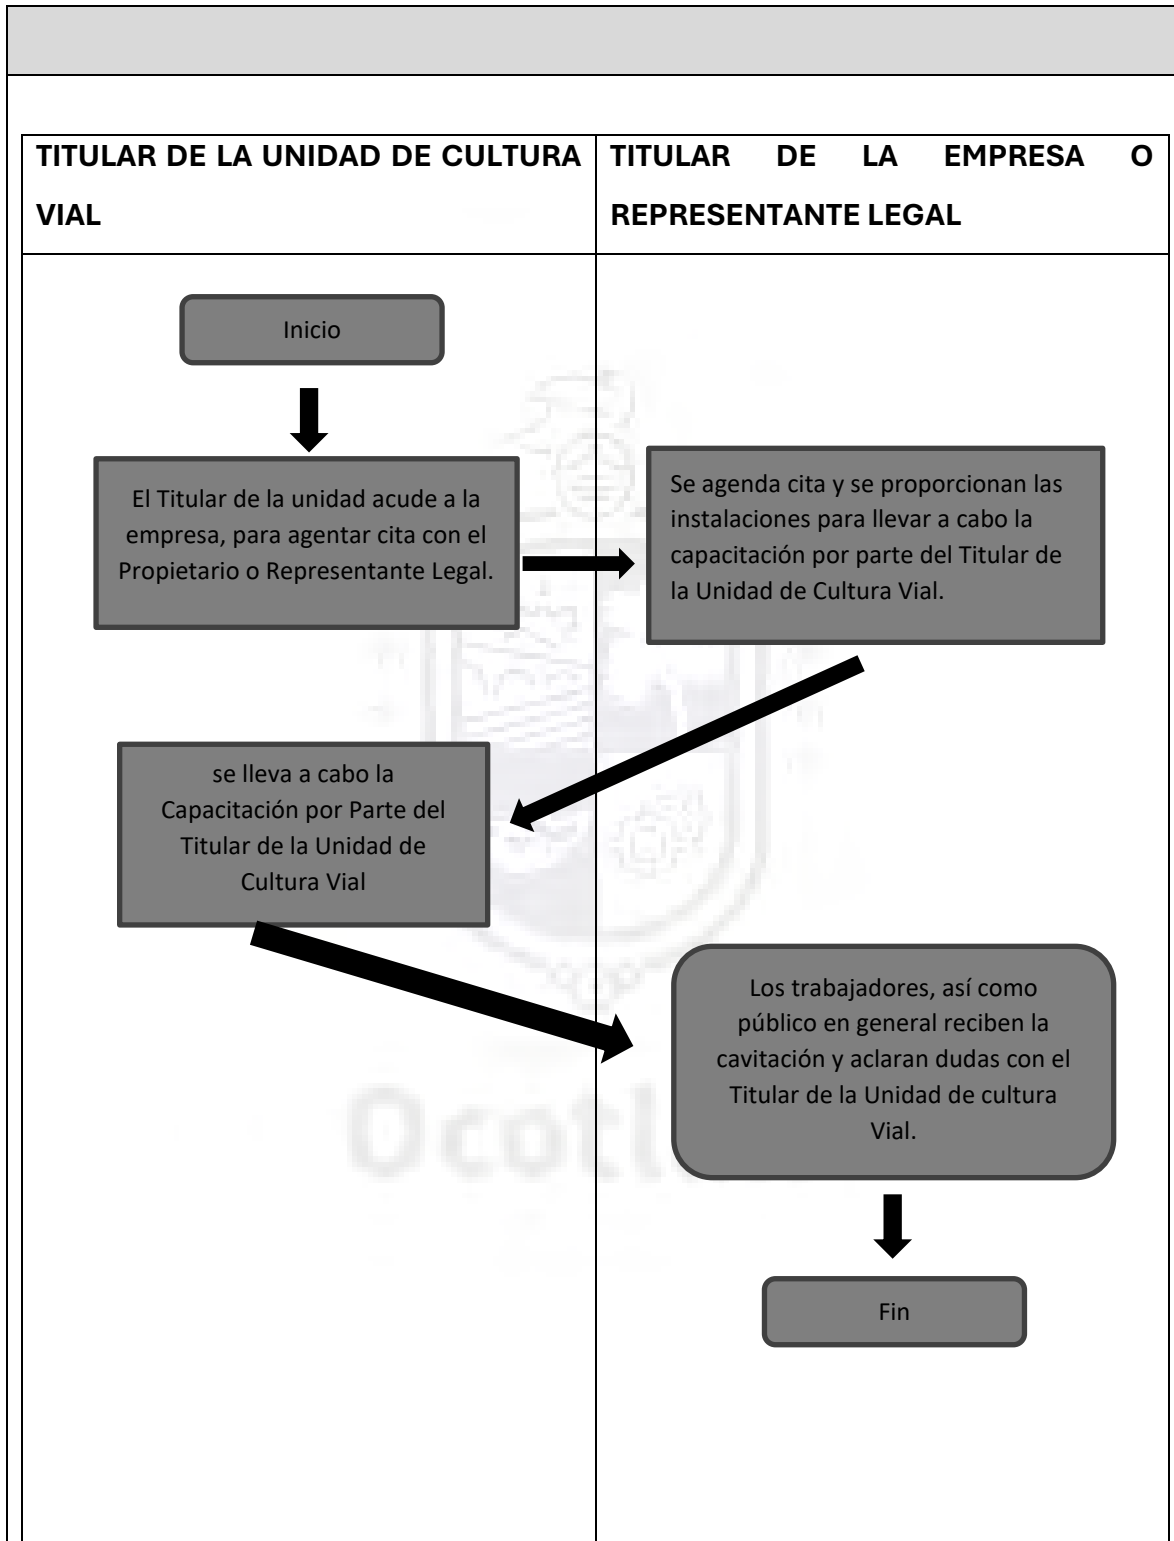 TITULAR DE LA UNIDAD DE CULTURA
VIAL
TITULAR DE LA EMPRESA O
REPRESENTANTE LEGAL
Inicio
El Titular de la unidad acude a la
empresa, para agentar cita con el
Propietario o Representante Legal.
Se agenda cita y se proporcionan las
instalaciones para llevar a cabo la
capacitación por parte del Titular de
la Unidad de Cultura Vial.
se lleva a cabo la
Capacitación por Parte del
Titular de la Unidad de
Cultura Vial
Los trabajadores, así como
público en general reciben la
cavitación y aclaran dudas con el
Titular de la Unidad de cultura
Vial.
Fin